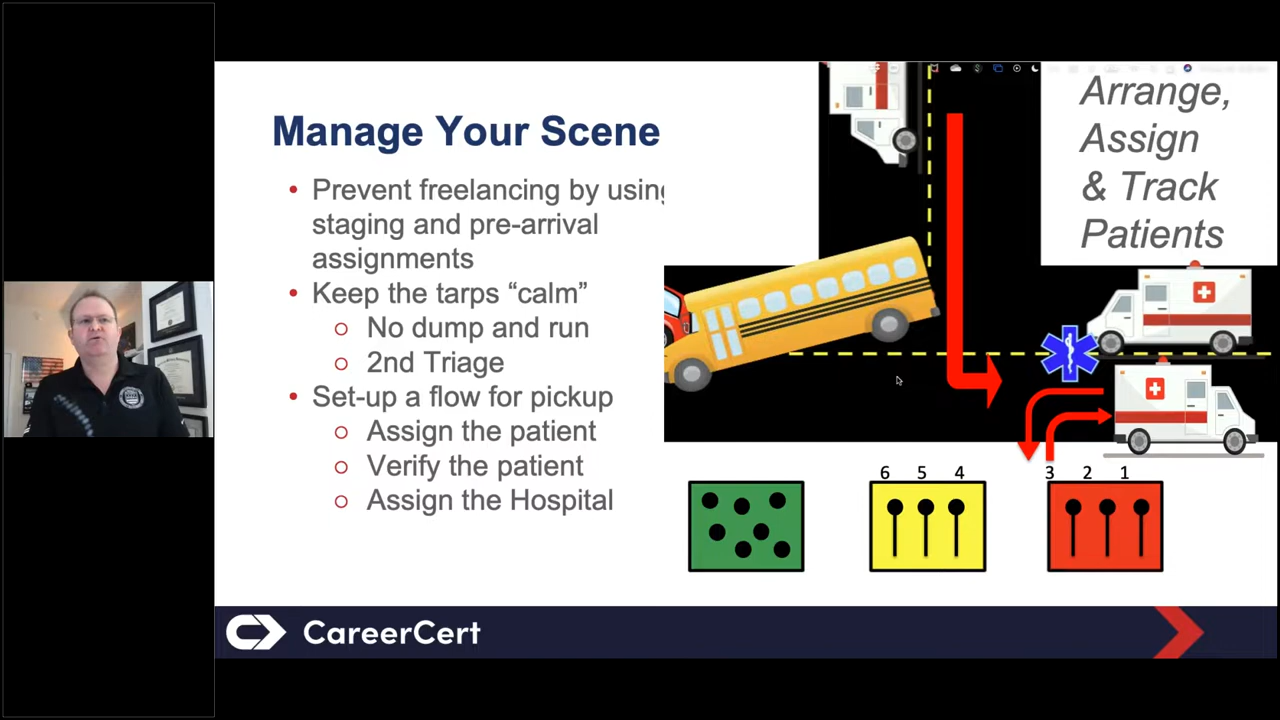 Manage Your Scene
• Prevent freelancing by using
staging and pre-arrival
assignments
• Keep the tarps “calm”
o No dump and run
o 2nd Triage
• Set-up a flow for pickup
o Assign the patient
o Verify the patient
o Assign the Hospital
Arrange,
Assign
& Track
Patients
6 5 4 3 2 1
CareerCert